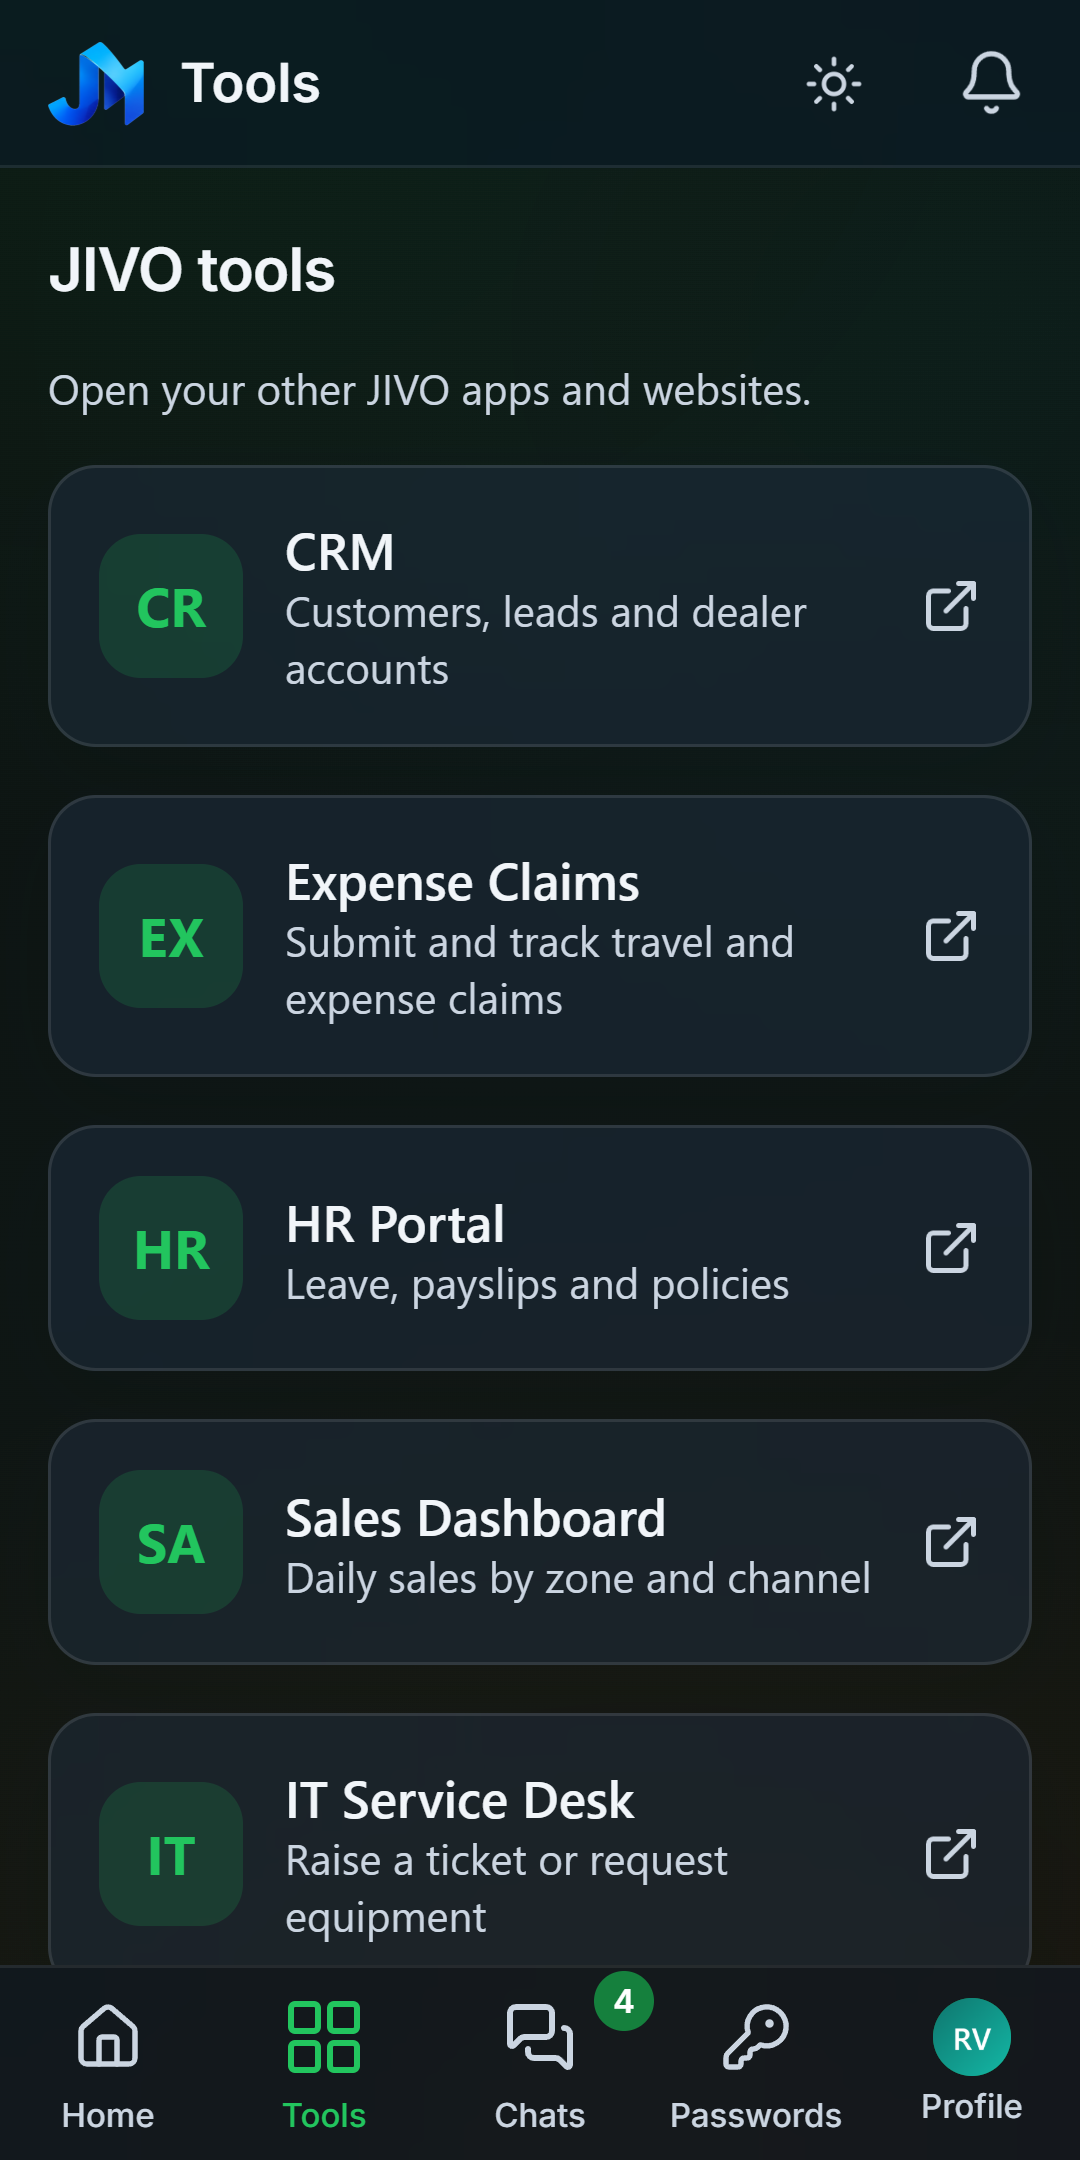 JM
Tools
JIVO tools
Open your other JIVO apps and websites.
CR
CRM
Customers, leads and dealer
accounts
EX
Expense Claims
Submit and track travel and
expense claims
HR
HR Portal
Leave, payslips and policies
SA
Sales Dashboard
Daily sales by zone and channel
IT
IT Service Desk
Raise a ticket or request
equipment
4
RV
Home
Tools
Chats
Passwords
Profile